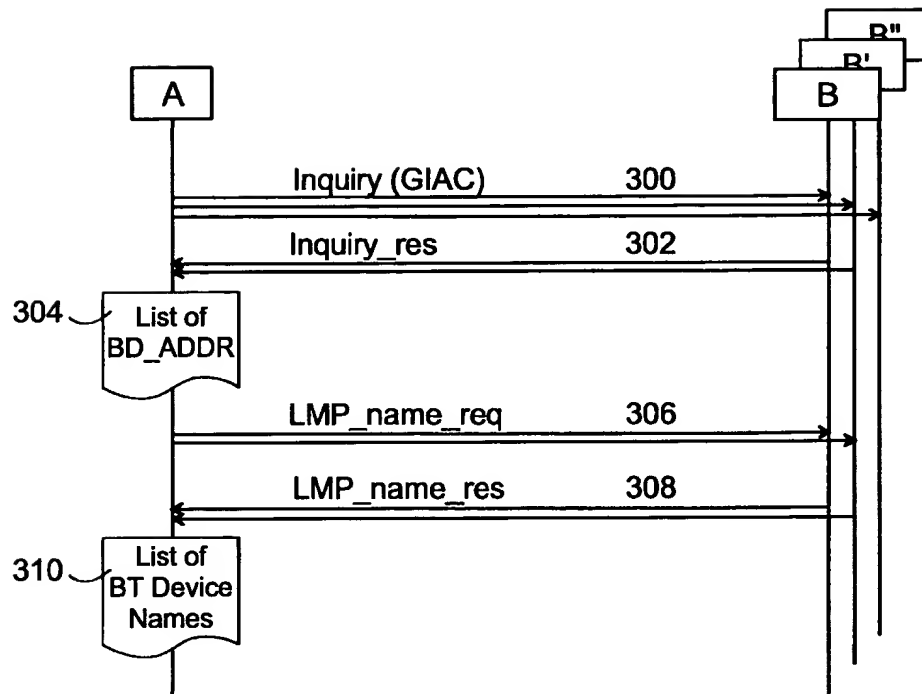 B"
B'
A
B
Inquiry (GIAC) 300
Inquiry_res 302
304
List of
BD_ADDR
LMP_name_req 306
LMP_name_res 308
310
List of
BT Device
Names